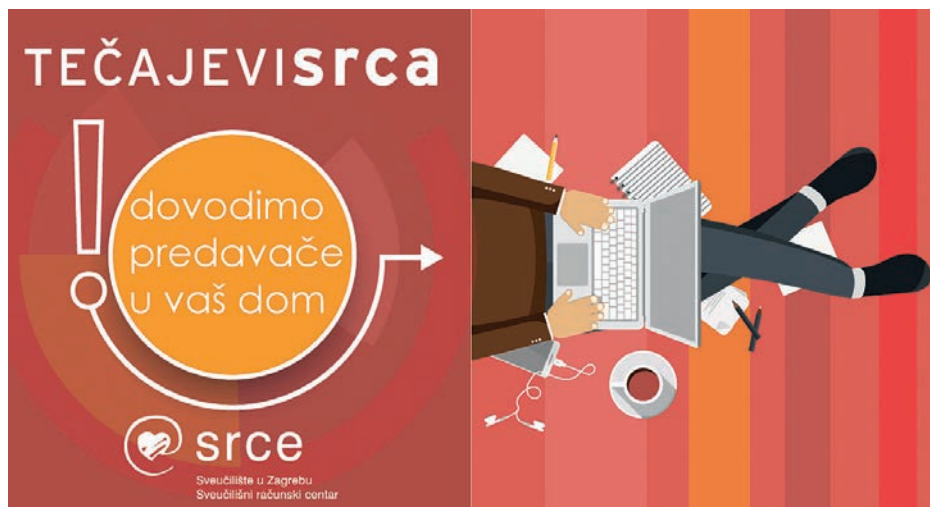 TEČAJEVIsrca
dovodimo
predavače
u vaš dom
srce
Sveučilište u Zagrebu
Sveučilišni računski centar